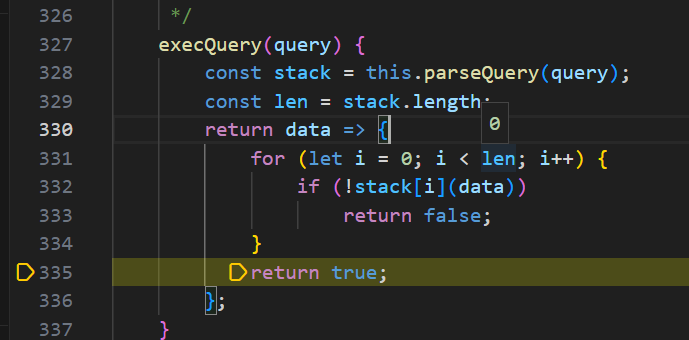 326 */
327 execQuery(query) {
328 const stack = this.parseQuery(query);
329 const len = stack.length;
330 return data => {
0
331 for (let i = 0; i < len; i++) {
332 if (!stack[i](data))
333 return false;
334 }
335 return true;
336 };
337 }